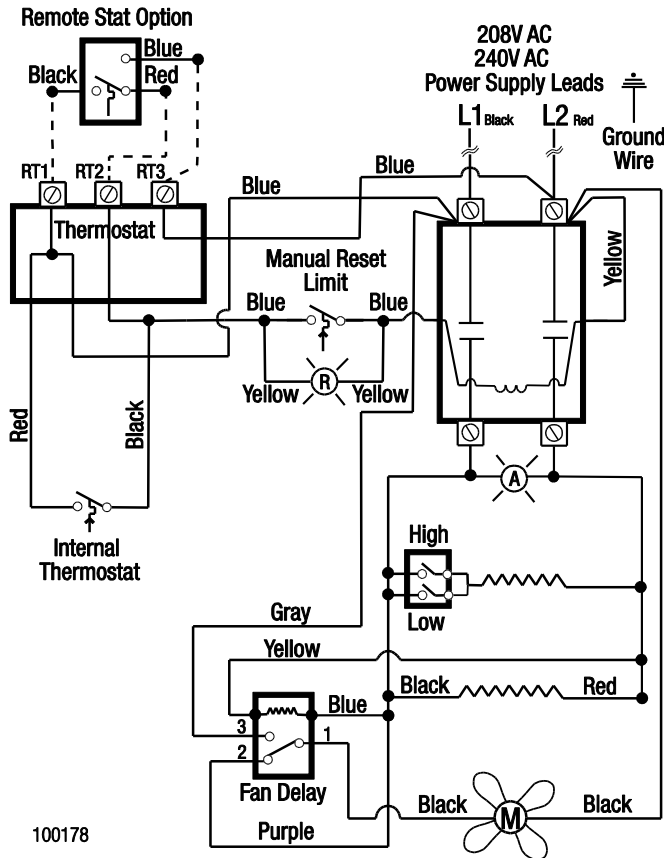 Remote Stat Option
Blue
Black
Red
208V AC
240V AC
Power Supply Leads
L1 Black
L2 Red
Ground
Wire
RT1
RT2
RT3
Blue
Blue
Thermostat
Yellow
Manual Reset
Limit
Blue
Blue
R
Yellow
Yellow
Red
Black
A
Internal
Thermostat
High
Low
Gray
Yellow
Black
Red
Blue
3
1
2
Fan Delay
Black
M
Black
Purple
100178